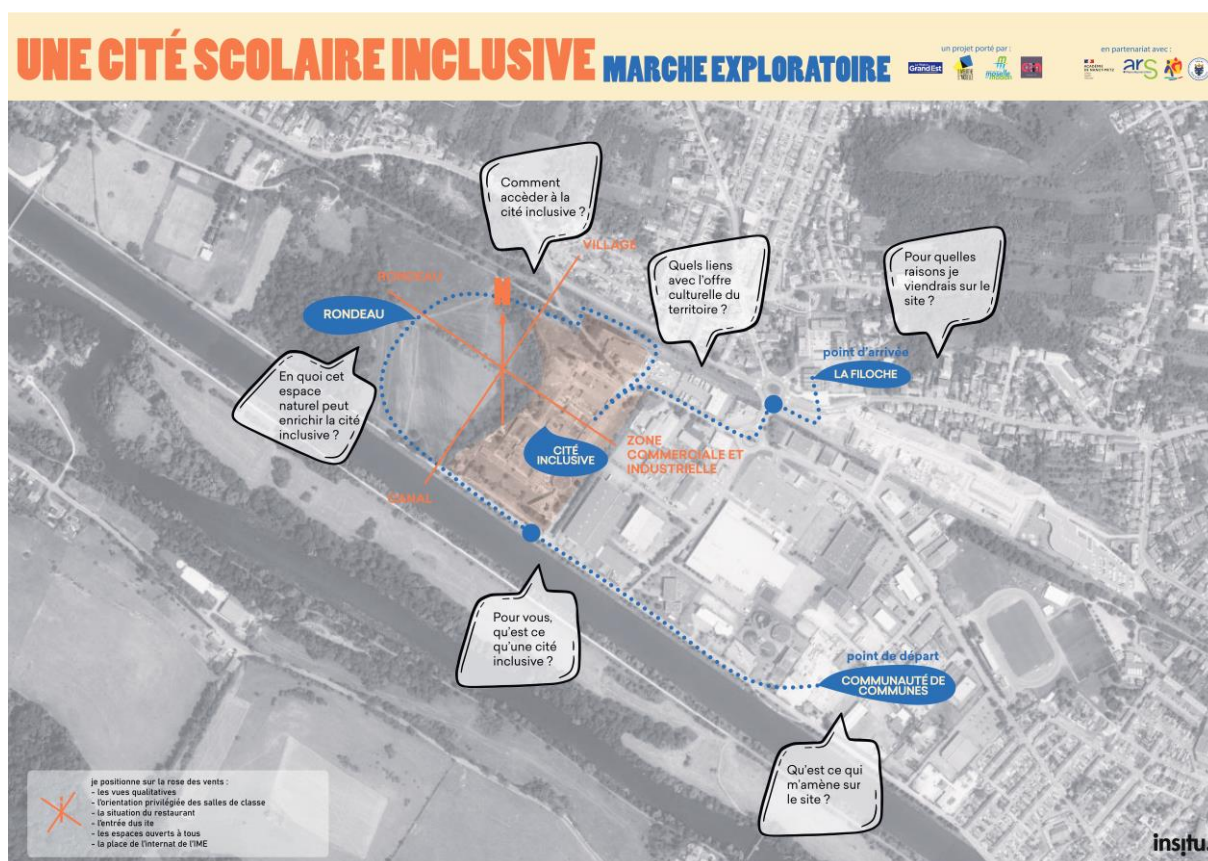 UNE CITÉ SCOLAIRE INCLUSIVE MARCHE EXPLORATOIRE
un projet porté par :
en partenariat avec :
Grand Est
ars
Comment
accèder à la
cité inclusive ?
VILLAGE
RONDEAU
N
RONDEAU
Quels liens
avec l'offre
culturelle du
territoire ?
Pour quelles
raisons je
viendrais sur le
site ?
point d'arrivée
LA FILOCHE
En quoi cet
espace
naturel peut
enrichir la cité
inclusive ?
CITÉ
INCLUSIVE
ZONE
COMMERCIALE ET
INDUSTRIELLE
CANAL
Pour vous,
qu'est ce
qu'une cité
inclusive ?
point de départ
COMMUNAUTÉ DE
COMMUNES
Qu'est ce qui
m'amène sur
le site ?
je positionne sur la rose des vents :
- les vues qualitatives
- l'orientation privilégiée des salles de classe
- la situation du restaurant
- l'entrée dus ite
- les espaces ouverts à tous
- la place de l'internat de l'IME
insitu.